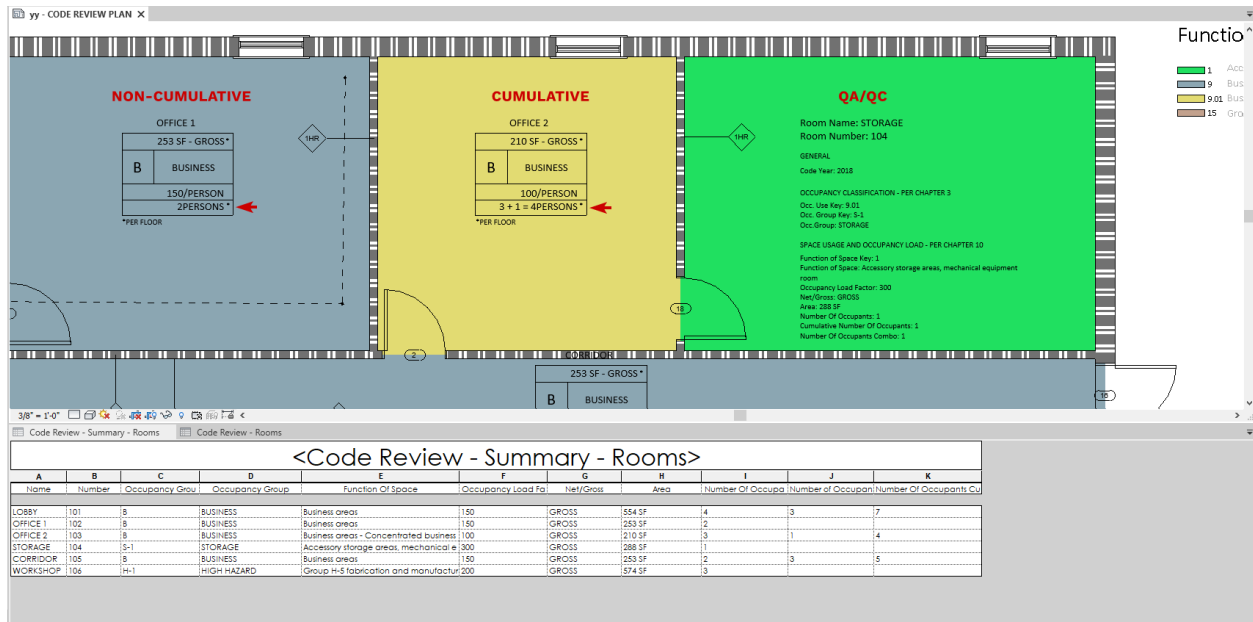 yy - CODE REVIEW PLAN X
Functio
1 Acc
9 Bus
9.01 Bus
15 Gro
NON-CUMULATIVE
OFFICE 1
253 SF - GROSS*
B BUSINESS
150/PERSON
2PERSONS*
*PER FLOOR
1HR
CUMULATIVE
OFFICE 2
210 SF - GROSS*
B BUSINESS
100/PERSON
3 + 1 = 4PERSONS*
*PER FLOOR
1HR
QA/QC
Room Name: STORAGE
Room Number: 104
GENERAL
Code Year: 2018
OCCUPANCY CLASSIFICATION - PER CHAPTER 3
Occ. Use Key: 9.01
Occ. Group Key: S-1
Occ.Group: STORAGE
SPACE USAGE AND OCCUPANCY LOAD - PER CHAPTER 10
Function of Space Key: 1
Function of Space: Accessory storage areas, mechanical equipment
room
Occupancy Load Factor: 300
Net/Gross: GROSS
Area: 288 SF
Number Of Occupants: 1
Cumulative Number Of Occupants: 1
Number Of Occupants Combo: 1
18
2
CORRIDOR
253 SF - GROSS*
B BUSINESS
16
3/8" = 1'-0"
Code Review - Summary - Rooms
Code Review - Rooms
<Code Review - Summary - Rooms>
A B C D E F G H I J K
Name Number Occupancy Grou Occupancy Group Function Of Space Occupancy Load Fa Net/Gross Area Number Of Occupa Number of Occupan Number Of Occupants Cu
LOBBY 101 B BUSINESS Business areas 150 GROSS 554 SF 4 3 7
OFFICE 1 102 B BUSINESS Business areas 150 GROSS 253 SF 2
OFFICE 2 103 B BUSINESS Business areas - Concentrated business 100 GROSS 210 SF 3 1 4
STORAGE 104 S-1 STORAGE Accessory storage areas, mechanical e 300 GROSS 288 SF 1
CORRIDOR 105 B BUSINESS Business areas 150 GROSS 253 SF 2 3 5
WORKSHOP 106 H-1 HIGH HAZARD Group H-5 fabrication and manufactur 200 GROSS 574 SF 3